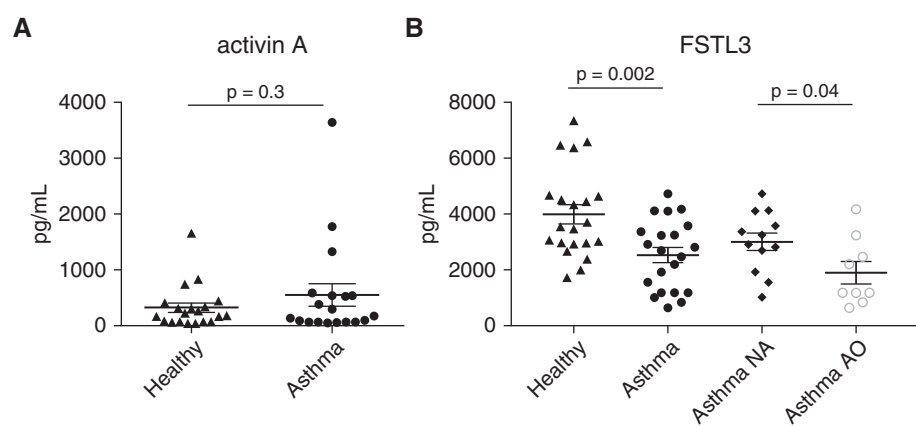 A
activin A
p = 0.3
pg/mL
4000
3000
2000
1000
0
Healthy
Asthma
B
FSTL3
p = 0.002
p = 0.04
pg/mL
8000
6000
4000
2000
0
Healthy
Asthma
Asthma NA
Asthma AO